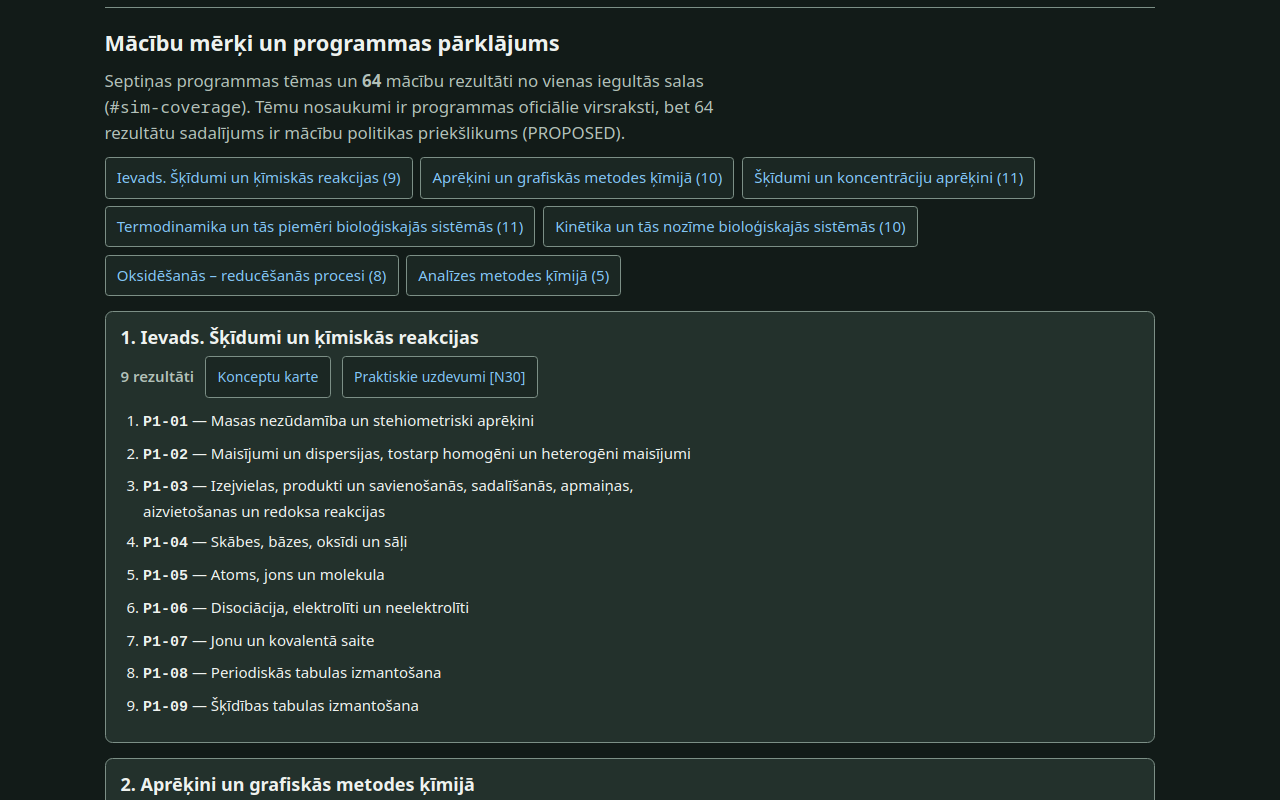 Mācību mērķi un programmas pārklājums
Septiņas programmas tēmas un 64 mācību rezultāti no vienas iegultās salas
(#sim-coverage). Tēmu nosaukumi ir programmas oficiālie virsraksti, bet 64
rezultātu sadalījums ir mācību politikas priekšlikums (PROPOSED).
Ievads. Šķīdumi un ķīmiskās reakcijas (9) Aprēķini un grafiskās metodes ķīmijā (10) Šķīdumi un koncentrāciju aprēķini (11)
Termodinamika un tās piemēri bioloģiskajās sistēmās (11) Kinētika un tās nozīme bioloģiskajās sistēmās (10)
Oksidēšanās – reducēšanās procesi (8) Analīzes metodes ķīmijā (5)
1. Ievads. Šķīdumi un ķīmiskās reakcijas
9 rezultāti Konceptu karte Praktiskie uzdevumi [N30]
1. P1-01 — Masas nezūdamība un stehiometriski aprēķini
2. P1-02 — Maisījumi un dispersijas, tostarp homogēni un heterogēni maisījumi
3. P1-03 — Izejvielas, produkti un savienošanās, sadalīšanās, apmaiņas,
aizvietošanas un redoksa reakcijas
4. P1-04 — Skābes, bāzes, oksīdi un sāļi
5. P1-05 — Atoms, jons un molekula
6. P1-06 — Disociācija, elektrolīti un neelektrolīti
7. P1-07 — Jonu un kovalentā saite
8. P1-08 — Periodiskās tabulas izmantošana
9. P1-09 — Šķīdības tabulas izmantošana
2. Aprēķini un grafiskās metodes ķīmijā